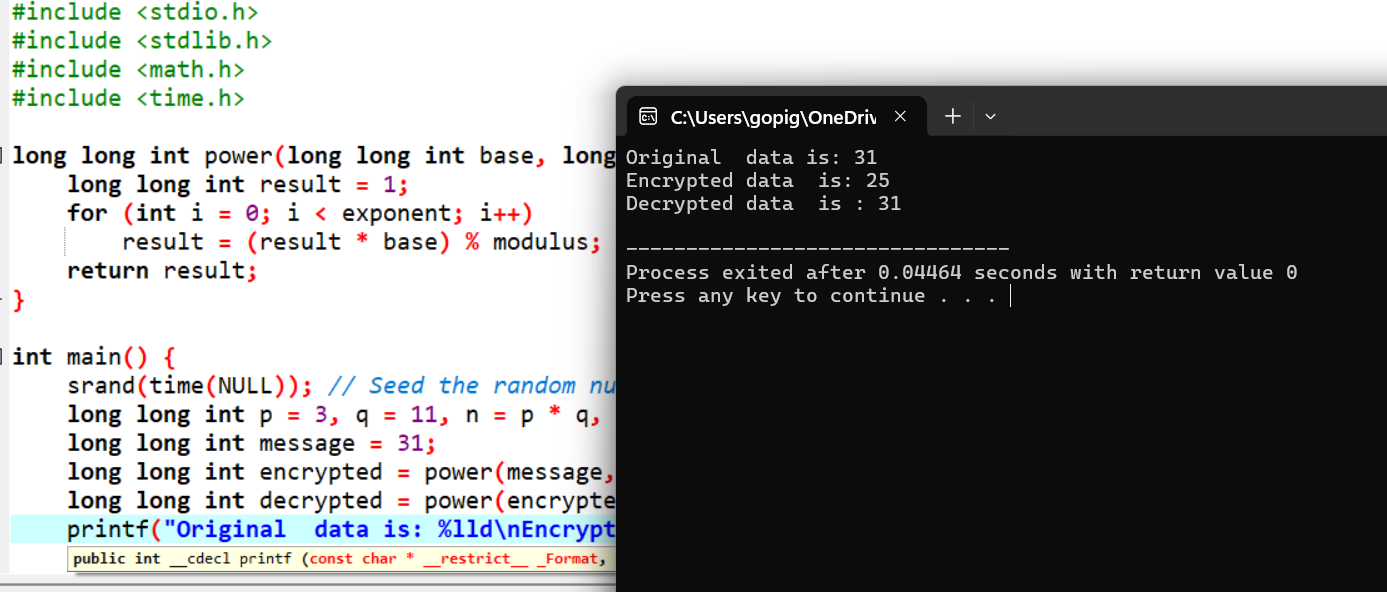 #include <stdio.h>
#include <stdlib.h>
#include <math.h>
#include <time.h>
long long int power(long long int base, long
long long int result = 1;
for (int i = 0; i < exponent; i++)
result = (result * base) % modulus;
return result;
}
int main() {
srand(time(NULL)); // Seed the random nu
long long int p = 3, q = 11, n = p * q,
long long int message = 31;
long long int encrypted = power(message,
long long int decrypted = power(encrypte
printf("Original  data is: %lld\nEncrypt
public int __cdecl printf (const char * __restrict__ _Format,
C:\Users\gopig\OneDriv
Original  data is: 31
Encrypted data  is: 25
Decrypted data  is : 31
--------------------------------
Process exited after 0.04464 seconds with return value 0
Press any key to continue . . .